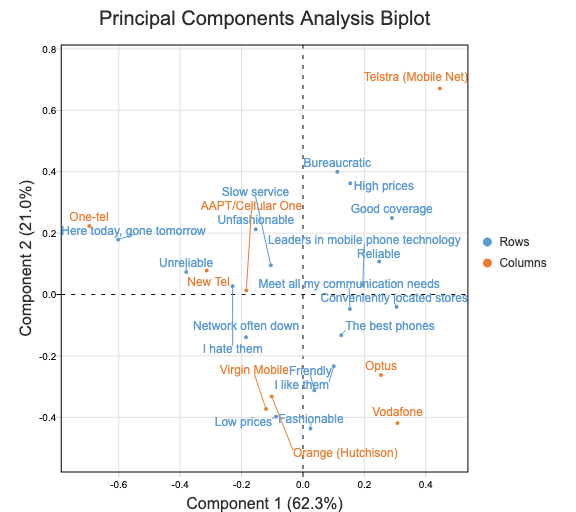 Principal Components Analysis Biplot
0.8
Telstra (Mobile Net)
0.6
Bureaucratic
0.4
High prices
Slow service
AAPT/Cellular One
Good coverage
One-tel
Unfashionable
Here today, gone tomorrow
0.2
Leaders in mobile phone technology
Reliable
Unreliable
New Tel
Meet all my communication needs
0.0
Conveniently located stores
Network often down
The best phones
I hate them
-0.2
Virgin Mobile
Friendly
Optus
I like them
Vodafone
-0.4
Low prices
Fashionable
Orange (Hutchison)
-0.6
-0.4
-0.2
0.0
0.2
0.4
Component 1 (62.3%)
Component 2 (21.0%)
Rows
Columns